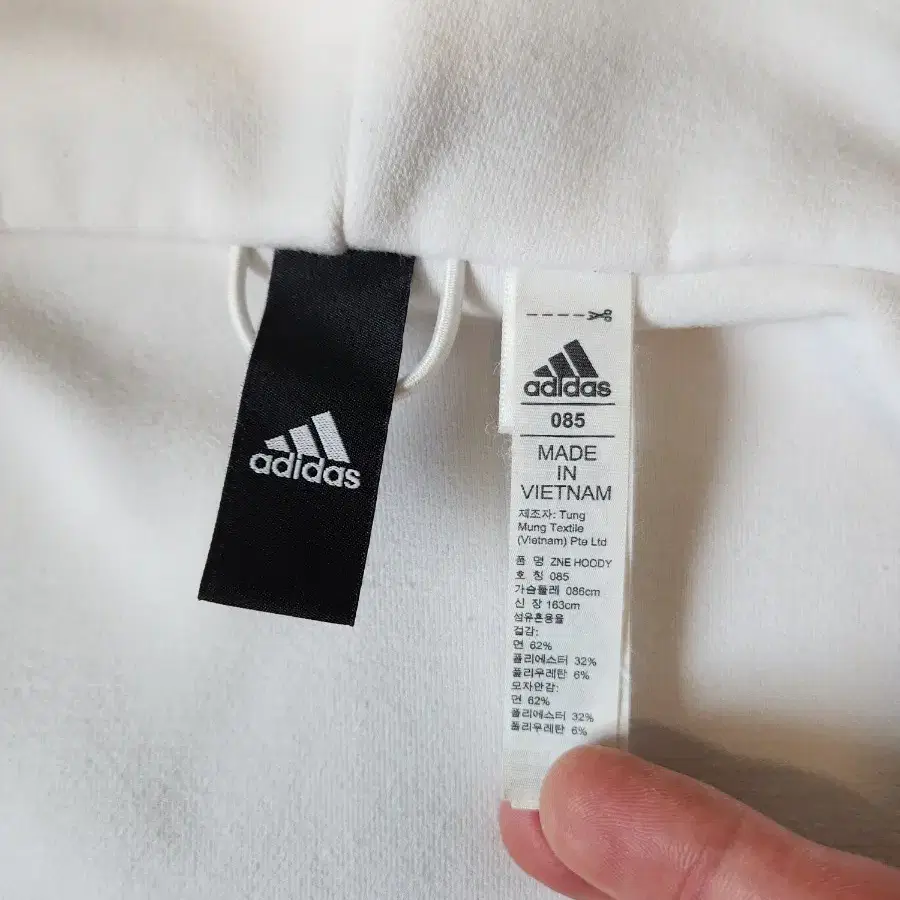 adidas
adidas
085
MADE
IN
VIETNAM
제조자: Tung
Mung Textile
(Vietnam) Pte Ltd
품 명 ZNE HOODY
호 칭 085
가슴둘레 086cm
신 장 163cm
섬유혼용율
겉감:
면 62%
폴리에스터 32%
폴리우레탄 6%
모자안감:
면 62%
폴리에스터 32%
폴리우레탄 6%